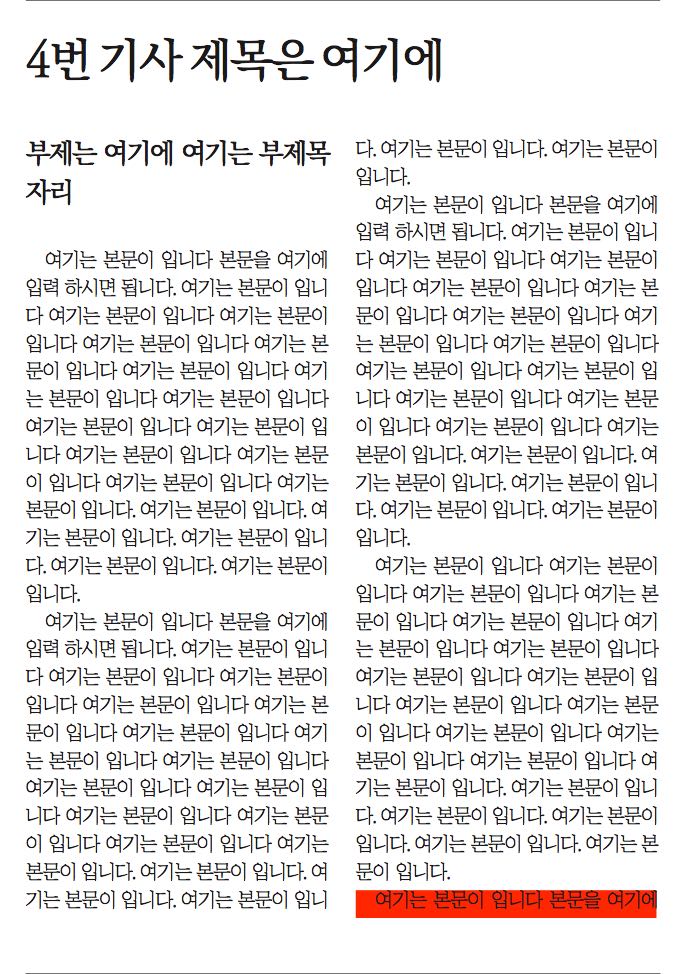 4번 기사 제목은 여기에
부제는 여기에 여기는 부제목
자리
여기는 본문이 입니다 본문을 여기에
입력 하시면 됩니다. 여기는 본문이 입니
다 여기는 본문이 입니다 여기는 본문이
입니다 여기는 본문이 입니다 여기는 본
문이 입니다 여기는 본문이 입니다 여기
는 본문이 입니다 여기는 본문이 입니다
여기는 본문이 입니다 여기는 본문이 입
니다 여기는 본문이 입니다 여기는 본문
이 입니다 여기는 본문이 입니다 여기는
본문이 입니다. 여기는 본문이 입니다. 여
기는 본문이 입니다. 여기는 본문이 입니
다. 여기는 본문이 입니다. 여기는 본문이
입니다.
여기는 본문이 입니다 본문을 여기에
입력 하시면 됩니다. 여기는 본문이 입니
다 여기는 본문이 입니다 여기는 본문이
입니다 여기는 본문이 입니다 여기는 본
문이 입니다 여기는 본문이 입니다 여기
는 본문이 입니다 여기는 본문이 입니다
여기는 본문이 입니다 여기는 본문이 입
니다 여기는 본문이 입니다 여기는 본문
이 입니다 여기는 본문이 입니다 여기는
본문이 입니다. 여기는 본문이 입니다. 여
기는 본문이 입니다. 여기는 본문이 입니
다. 여기는 본문이 입니다. 여기는 본문이
입니다.
여기는 본문이 입니다 본문을 여기에
입력 하시면 됩니다. 여기는 본문이 입니
다 여기는 본문이 입니다 여기는 본문이
입니다 여기는 본문이 입니다 여기는 본
문이 입니다 여기는 본문이 입니다 여기
는 본문이 입니다 여기는 본문이 입니다
여기는 본문이 입니다 여기는 본문이 입
니다 여기는 본문이 입니다 여기는 본문
이 입니다 여기는 본문이 입니다 여기는
본문이 입니다. 여기는 본문이 입니다. 여
기는 본문이 입니다. 여기는 본문이 입니
다. 여기는 본문이 입니다. 여기는 본문이
입니다.
여기는 본문이 입니다 여기는 본문이
입니다 여기는 본문이 입니다 여기는 본
문이 입니다 여기는 본문이 입니다 여기
는 본문이 입니다 여기는 본문이 입니다
여기는 본문이 입니다 여기는 본문이 입
니다 여기는 본문이 입니다 여기는 본문
이 입니다 여기는 본문이 입니다 여기는
본문이 입니다 여기는 본문이 입니다 여
기는 본문이 입니다. 여기는 본문이 입니
다. 여기는 본문이 입니다. 여기는 본문이
입니다. 여기는 본문이 입니다. 여기는 본
문이 입니다.
여기는 본문이 입니다 본문을 여기에